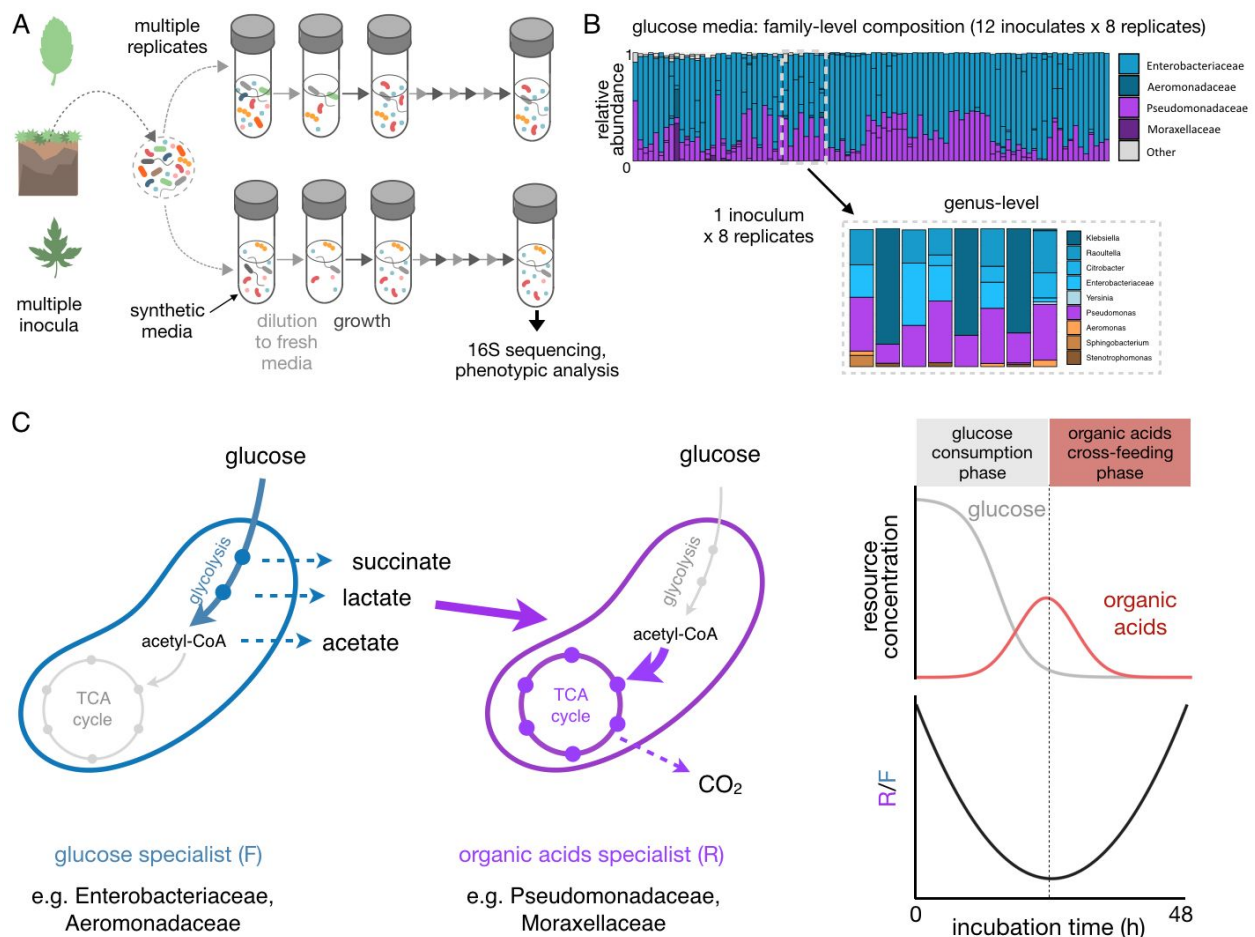 A
multiple
replicates
multiple
inocula
synthetic
media
dilution
to fresh
media
growth
16S sequencing,
phenotypic analysis
B
glucose media: family-level composition (12 inoculates x 8 replicates)
relative
abundance
1
0
Enterobacteriaceae
Aeromonadaceae
Pseudomonadaceae
Moraxellaceae
Other
1 inoculum
x 8 replicates
genus-level
Klebsiella
Raoultella
Citrobacter
Enterobacteriaceae
Yersinia
Pseudomonas
Aeromonas
Sphingobacterium
Stenotrophomonas
C
glucose
glycolysis
succinate
lactate
acetyl-CoA
acetate
TCA
cycle
glucose specialist (F)
e.g. Enterobacteriaceae,
Aeromonadaceae
glucose
glycolysis
acetyl-CoA
TCA
cycle
CO₂
organic acids specialist (R)
e.g. Pseudomonadaceae,
Moraxellaceae
glucose
consumption
phase
organic acids
cross-feeding
phase
resource
concentration
glucose
organic
acids
R/F
0
48
incubation time (h)